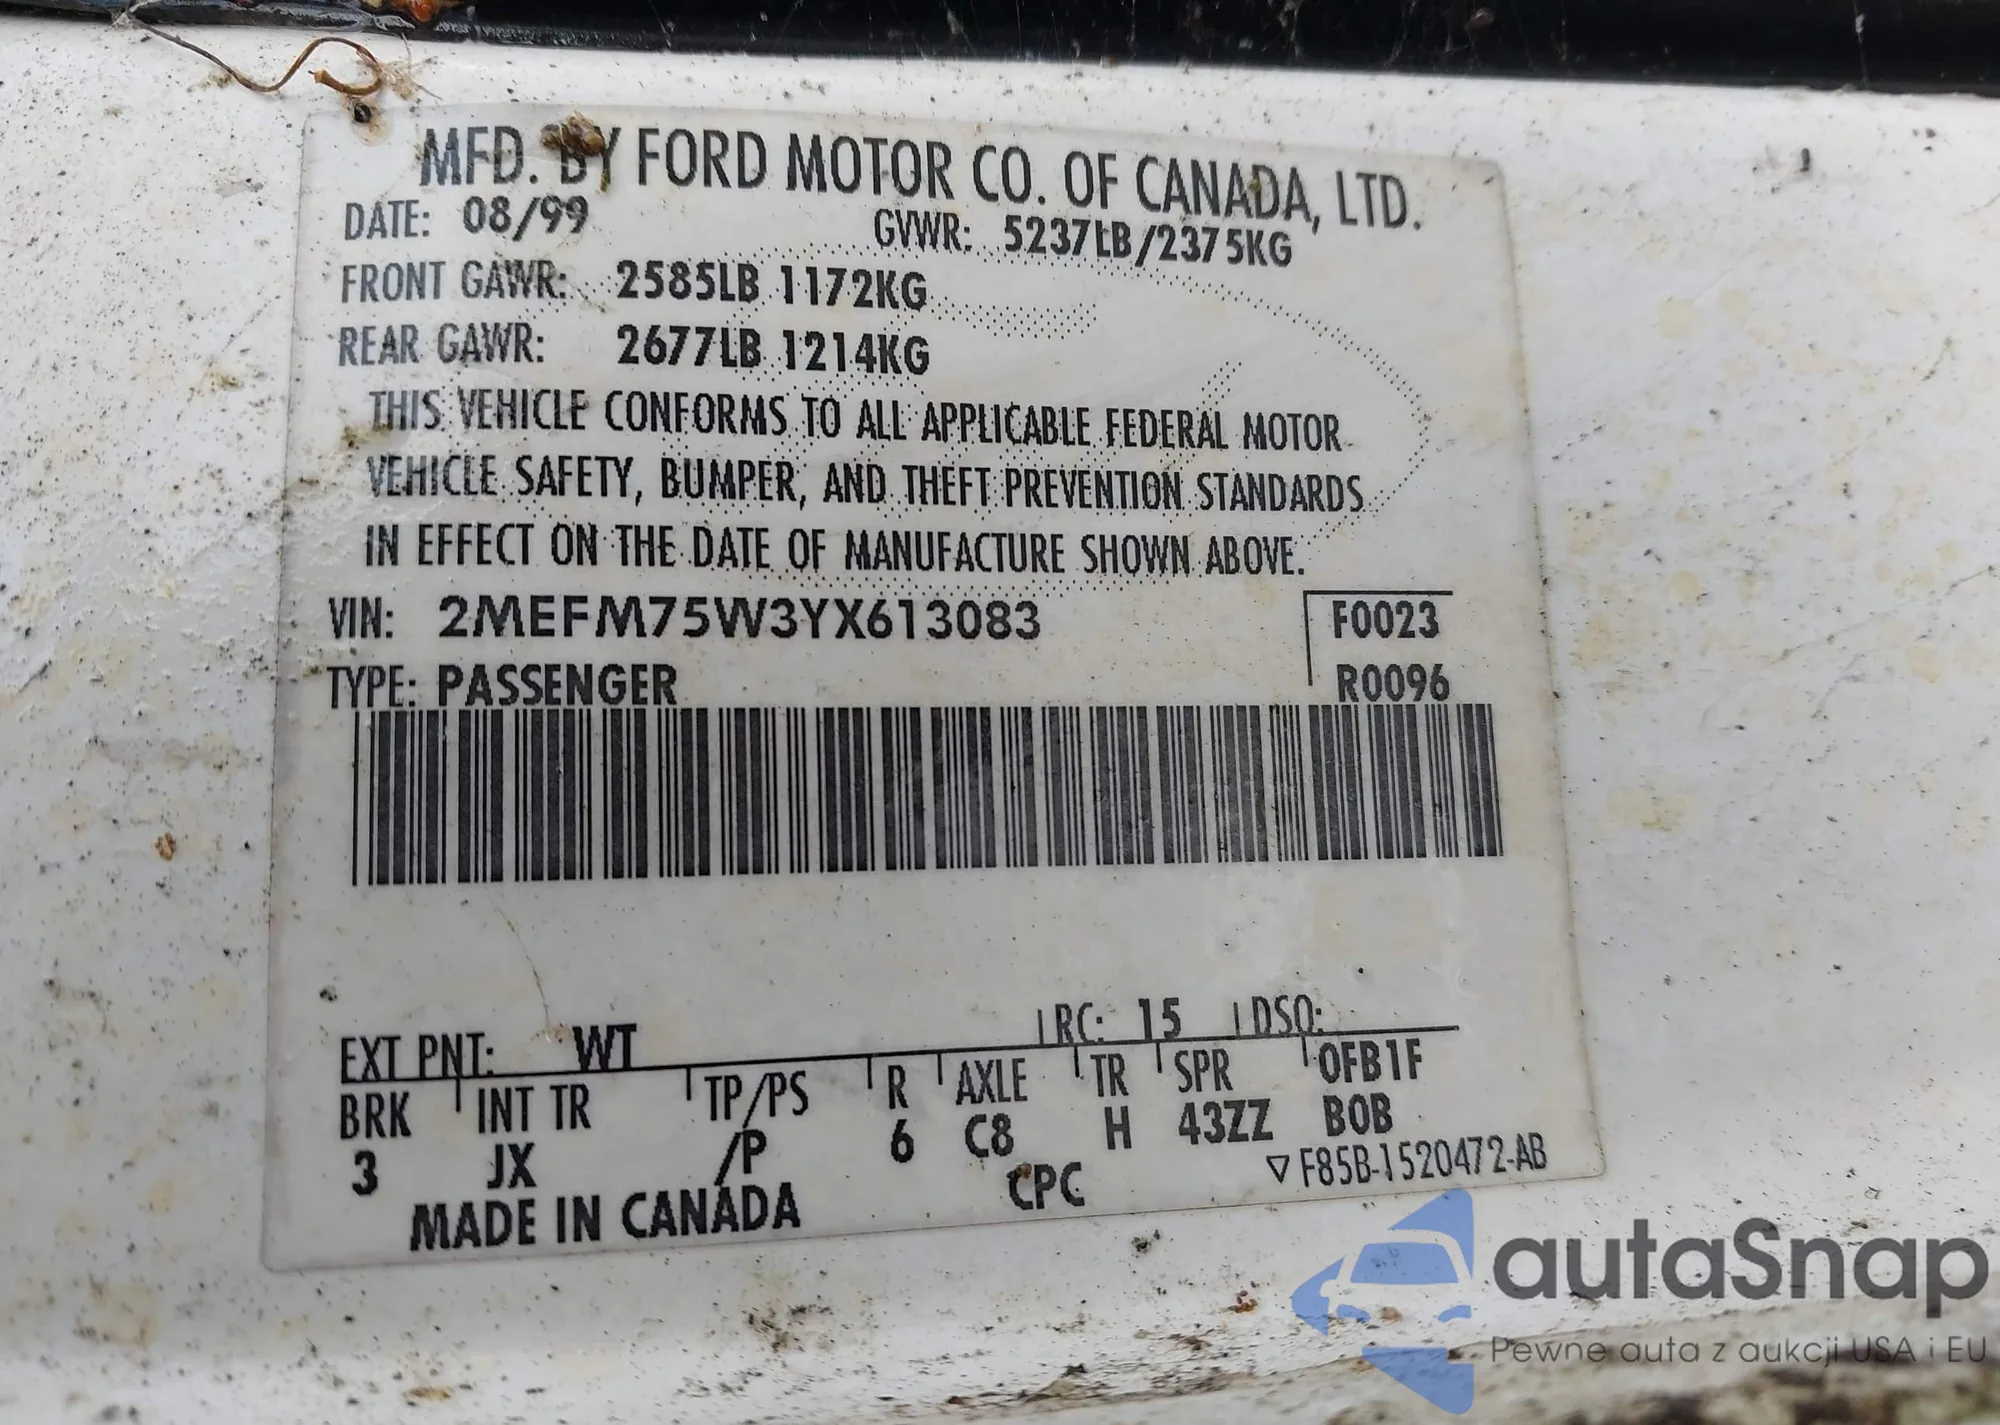 MFD. BY FORD MOTOR CO. OF CANADA, LTD.
DATE: 08/99 GVWR: 5237LB/2375KG
FRONT GAWR: 2585LB 1172KG
REAR GAWR: 2677LB 1214KG
THIS VEHICLE CONFORMS TO ALL APPLICABLE FEDERAL MOTOR
VEHICLE SAFETY, BUMPER, AND THEFT PREVENTION STANDARDS
IN EFFECT ON THE DATE OF MANUFACTURE SHOWN ABOVE.
VIN: 2MEFM75W3YX613083 F0023
TYPE: PASSENGER R0096
EXT PNT: WT RC: 15 DSO:
BRK INT TR TP/PS R AXLE TR SPR 0FB1F
3 JX /P 6 C8 H 43ZZ B0B
MADE IN CANADA CPC ▽ F85B-1520472-AB
autaSnap
Pewne auta z aukcji USA i EU